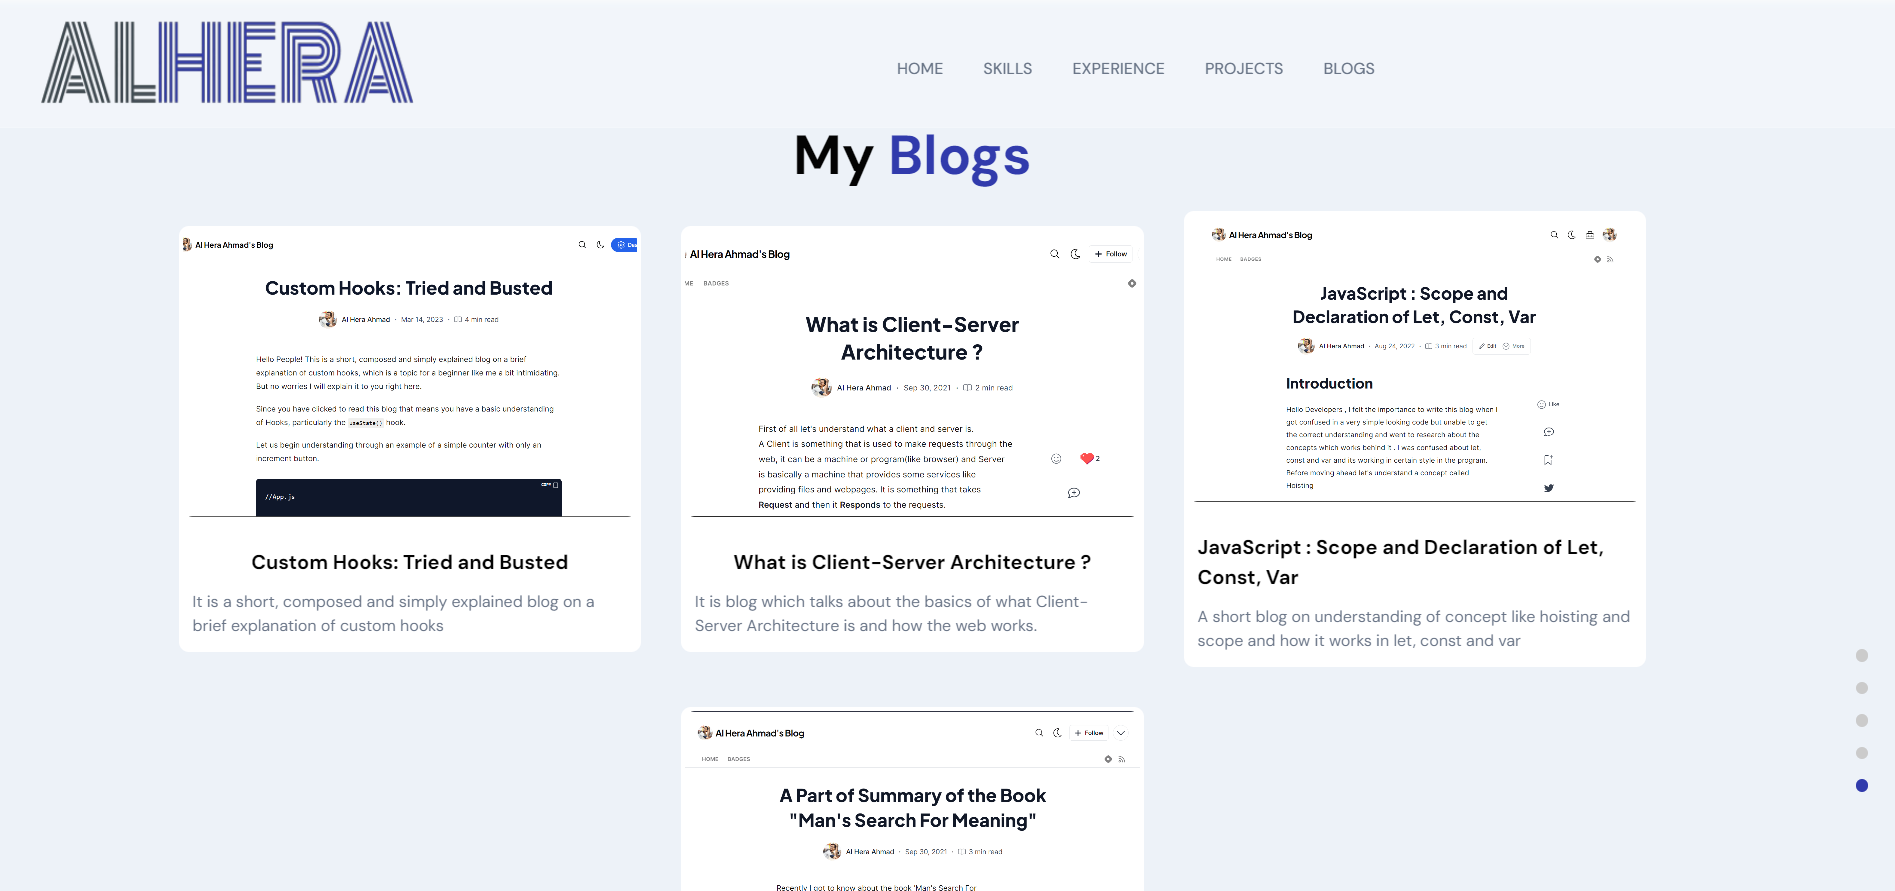 ALHERA
HOME SKILLS EXPERIENCE PROJECTS BLOGS
My Blogs
Al Hera Ahmad's Blog
Custom Hooks: Tried and Busted
Al Hera Ahmad · Mar 14, 2023 · 4 min read
Hello People! This is a short, composed and simply explained blog on a brief
explanation of custom hooks, which is a topic for a beginner like me a bit intimidating.
But no worries I will explain it to you right here.
Since you have clicked to read this blog that means you have a basic understanding
of Hooks, particularly the useState() hook.
Let us begin understanding through an example of a simple counter with only an
increment button.
COPY
//App.js
Custom Hooks: Tried and Busted
It is a short, composed and simply explained blog on a
brief explanation of custom hooks
Al Hera Ahmad's Blog
+ Follow
ME BADGES
What is Client-Server
Architecture ?
Al Hera Ahmad · Sep 30, 2021 · 2 min read
First of all let's understand what a client and server is.
A Client is something that is used to make requests through the
web, it can be a machine or program(like browser) and Server
is basically a machine that provides some services like
providing files and webpages. It is something that takes
Request and then it Responds to the requests.
2
What is Client-Server Architecture ?
It is blog which talks about the basics of what Client-
Server Architecture is and how the web works.
Al Hera Ahmad's Blog
HOME BADGES
JavaScript : Scope and
Declaration of Let, Const, Var
Al Hera Ahmad · Aug 24, 2022 · 3 min read Edit More
Introduction
Hello Developers , I felt the importance to write this blog when I
got confused in a very simple looking code but unable to get
the correct understanding and went to research about the
concepts which works behind it . I was confused about let,
const and var and its working in certain style in the program.
Before moving ahead let's understand a concept called
Hoisting
Like
JavaScript : Scope and Declaration of Let,
Const, Var
A short blog on understanding of concept like hoisting and
scope and how it works in let, const and var
Al Hera Ahmad's Blog
+ Follow
HOME BADGES
A Part of Summary of the Book
"Man's Search For Meaning"
Al Hera Ahmad · Sep 30, 2021 · 3 min read
Recently I got to know about the book 'Man's Search For